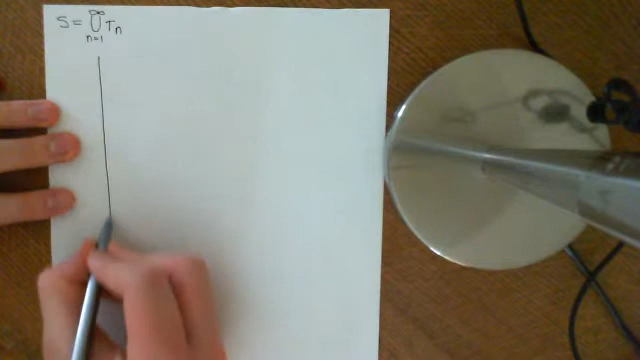 S = ∞⋃n=1 Tn